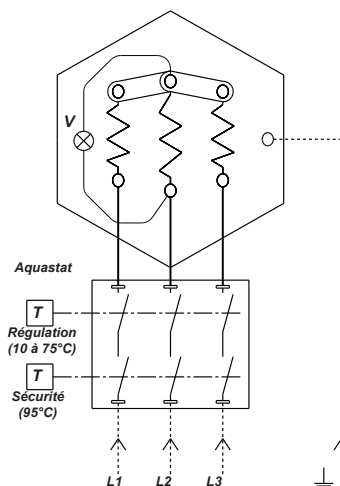 V
Aquastat
T
Régulation
(10 à 75°C)
T
Sécurité
(95°C)
L1 L2 L3